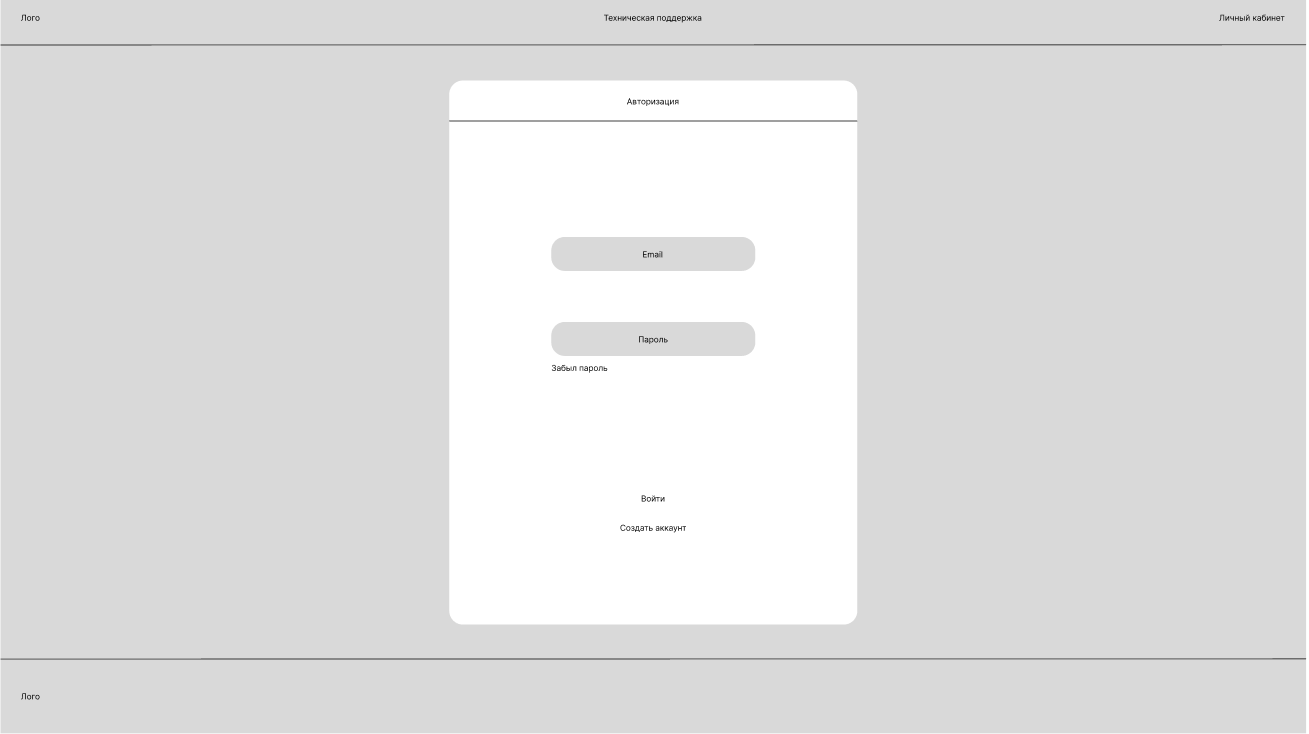 Лого
Техническая поддержка
Личный кабинет
Авторизация
Email
Пароль
Забыл пароль
Войти
Создать аккаунт
Лого